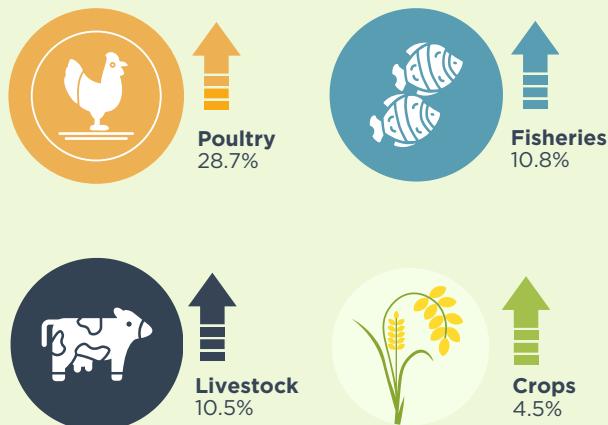 Poultry
28.7%
Fisheries
10.8%
Livestock
10.5%
Crops
4.5%